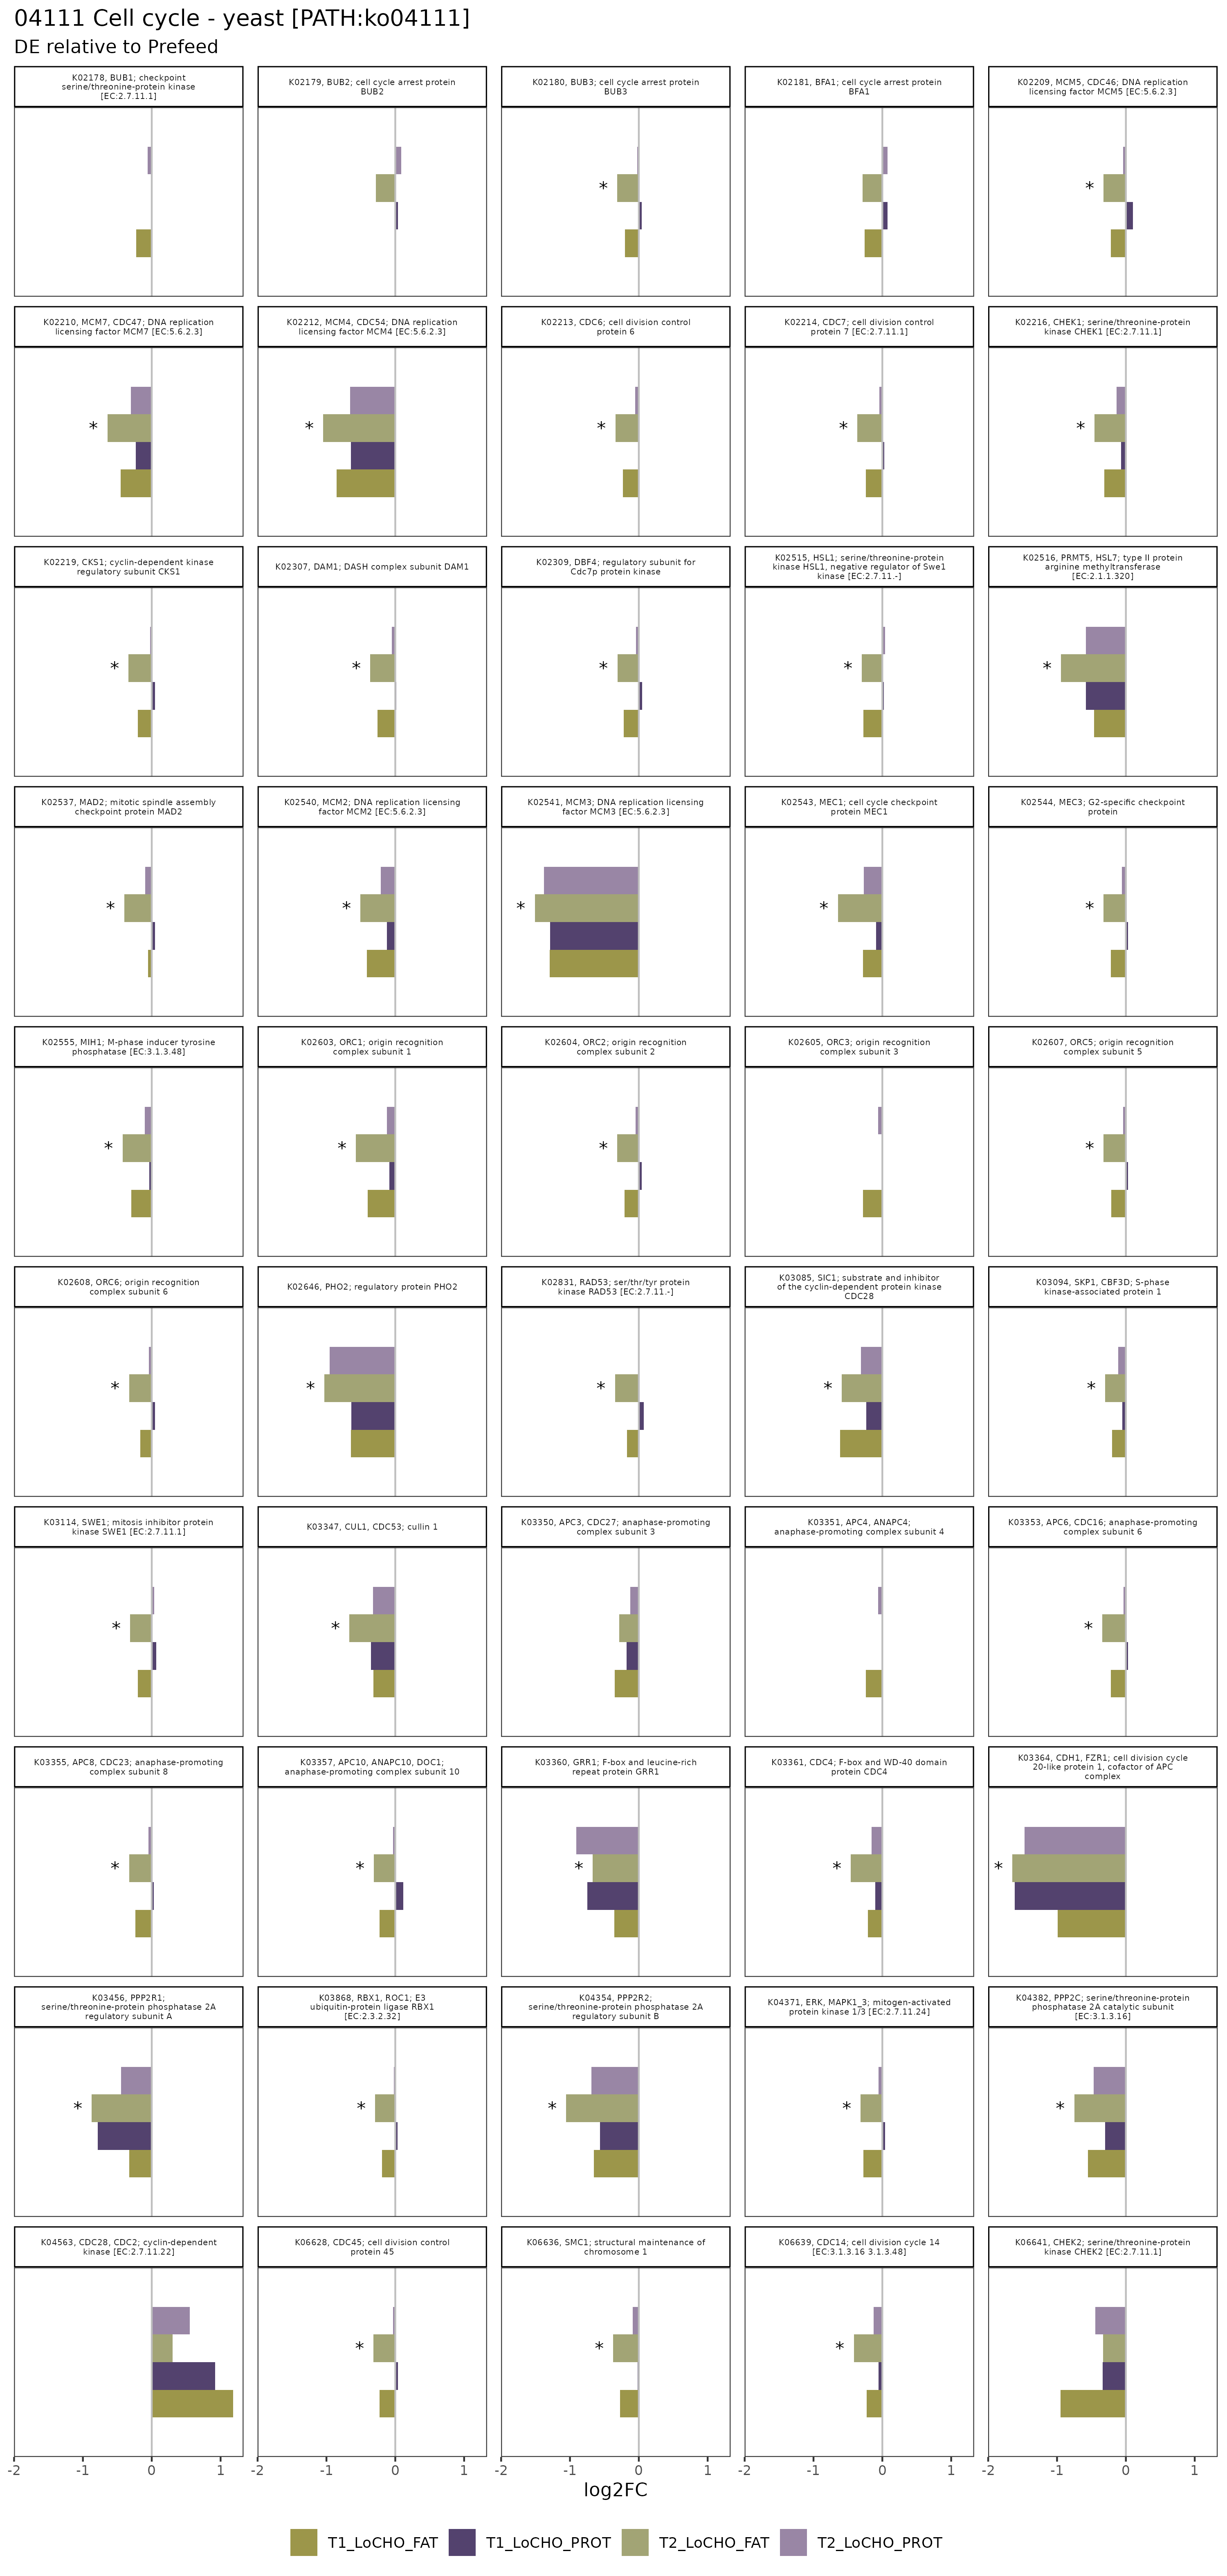 04111 Cell cycle - yeast [PATH:ko04111]
DE relative to Prefeed
K02178, BUB1; checkpoint
serine/threonine-protein kinase
[EC:2.7.11.1]
K02179, BUB2; cell cycle arrest protein
BUB2
K02180, BUB3; cell cycle arrest protein
BUB3
K02181, BFA1; cell cycle arrest protein
BFA1
K02209, MCM5, CDC46; DNA replication
licensing factor MCM5 [EC:5.6.2.3]
*
*
K02210, MCM7, CDC47; DNA replication
licensing factor MCM7 [EC:5.6.2.3]
K02212, MCM4, CDC54; DNA replication
licensing factor MCM4 [EC:5.6.2.3]
K02213, CDC6; cell division control
protein 6
K02214, CDC7; cell division control
protein 7 [EC:2.7.11.1]
K02216, CHEK1; serine/threonine-protein
kinase CHEK1 [EC:2.7.11.1]
*
*
*
*
*
K02219, CKS1; cyclin-dependent kinase
regulatory subunit CKS1
K02307, DAM1; DASH complex subunit DAM1
K02309, DBF4; regulatory subunit for
Cdc7p protein kinase
K02515, HSL1; serine/threonine-protein
kinase HSL1, negative regulator of Swe1
kinase [EC:2.7.11.-]
K02516, PRMT5, HSL7; type II protein
arginine methyltransferase
[EC:2.1.1.320]
*
*
*
*
*
K02537, MAD2; mitotic spindle assembly
checkpoint protein MAD2
K02540, MCM2; DNA replication licensing
factor MCM2 [EC:5.6.2.3]
K02541, MCM3; DNA replication licensing
factor MCM3 [EC:5.6.2.3]
K02543, MEC1; cell cycle checkpoint
protein MEC1
K02544, MEC3; G2-specific checkpoint
protein
*
*
*
*
*
K02555, MIH1; M-phase inducer tyrosine
phosphatase [EC:3.1.3.48]
K02603, ORC1; origin recognition
complex subunit 1
K02604, ORC2; origin recognition
complex subunit 2
K02605, ORC3; origin recognition
complex subunit 3
K02607, ORC5; origin recognition
complex subunit 5
*
*
*
*
K02608, ORC6; origin recognition
complex subunit 6
K02646, PHO2; regulatory protein PHO2
K02831, RAD53; ser/thr/tyr protein
kinase RAD53 [EC:2.7.11.-]
K03085, SIC1; substrate and inhibitor
of the cyclin-dependent protein kinase
CDC28
K03094, SKP1, CBF3D; S-phase
kinase-associated protein 1
*
*
*
*
*
K03114, SWE1; mitosis inhibitor protein
kinase SWE1 [EC:2.7.11.1]
K03347, CUL1, CDC53; cullin 1
K03350, APC3, CDC27; anaphase-promoting
complex subunit 3
K03351, APC4, ANAPC4;
anaphase-promoting complex subunit 4
K03353, APC6, CDC16; anaphase-promoting
complex subunit 6
*
*
*
K03355, APC8, CDC23; anaphase-promoting
complex subunit 8
K03357, APC10, ANAPC10, DOC1;
anaphase-promoting complex subunit 10
K03360, GRR1; F-box and leucine-rich
repeat protein GRR1
K03361, CDC4; F-box and WD-40 domain
protein CDC4
K03364, CDH1, FZR1; cell division cycle
20-like protein 1, cofactor of APC
complex
*
*
*
*
*
K03456, PPP2R1;
serine/threonine-protein phosphatase 2A
regulatory subunit A
K03868, RBX1, ROC1; E3
ubiquitin-protein ligase RBX1
[EC:2.3.2.32]
K04354, PPP2R2;
serine/threonine-protein phosphatase 2A
regulatory subunit B
K04371, ERK, MAPK1_3; mitogen-activated
protein kinase 1/3 [EC:2.7.11.24]
K04382, PPP2C; serine/threonine-protein
phosphatase 2A catalytic subunit
[EC:3.1.3.16]
*
*
*
*
*
K04563, CDC28, CDC2; cyclin-dependent
kinase [EC:2.7.11.22]
K06628, CDC45; cell division control
protein 45
K06636, SMC1; structural maintenance of
chromosome 1
K06639, CDC14; cell division cycle 14
[EC:3.1.3.16 3.1.3.48]
K06641, CHEK2; serine/threonine-protein
kinase CHEK2 [EC:2.7.11.1]
*
*
*
-2 -1 0 1 -2 -1 0 1 -2 -1 0 1 -2 -1 0 1 -2 -1 0 1
log2FC
T1_LoCHO_FAT T1_LoCHO_PROT T2_LoCHO_FAT T2_LoCHO_PROT